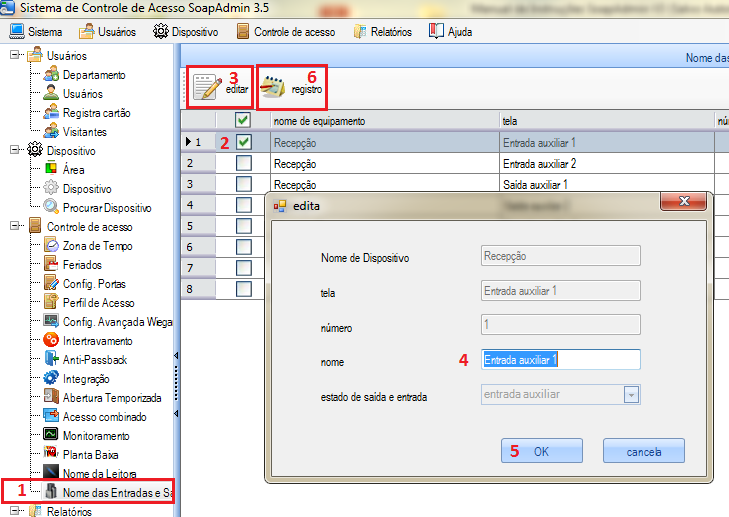 Sistema de Controle de Acesso SoapAdmin 3.5
Sistema Usuários Dispositivo Controle de acesso Relatórios Ajuda
Usuários
Departamento
Usuários
Registra cartão
Visitantes
Dispositivo
Área
Dispositivo
Procurar Dispositivo
Controle de acesso
Zona de Tempo
Feriados
Config. Portas
Perfil de Acesso
Config. Avançada Wiega
Intertravamento
Anti-Passback
Integração
Abertura Temporizada
Acesso combinado
Monitoramento
Planta Baixa
Nome da Leitora
1 Nome das Entradas e Sa
Relatórios
Nome das
3 editar
6 registro
nome de equipamento tela nú
1 2 Recepção Entrada auxiliar 1
2 Recepção Entrada auxiliar 2
3 Recepção Saída auxiliar 1
4
5
6
7
8
edita
Nome de Dispositivo Recepção
tela Entrada auxiliar 1
número 1
nome 4 Entrada auxiliar 1
estado de saída e entrada entrada auxiliar
5 OK cancela